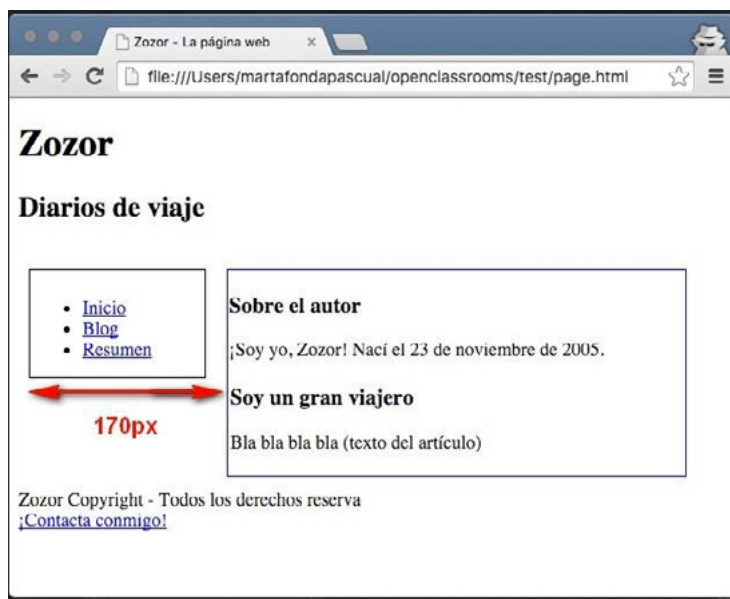 Zozor - La página web
file:///Users/martafondapascual/openclassrooms/test/page.html
Zozor
Diarios de viaje
Inicio
Blog
Resumen
170px
Sobre el autor
¡Soy yo, Zozor! Nací el 23 de noviembre de 2005.
Soy un gran viajero
Bla bla bla bla (texto del artículo)
Zozor Copyright - Todos los derechos reserva
¡Contacta conmigo!